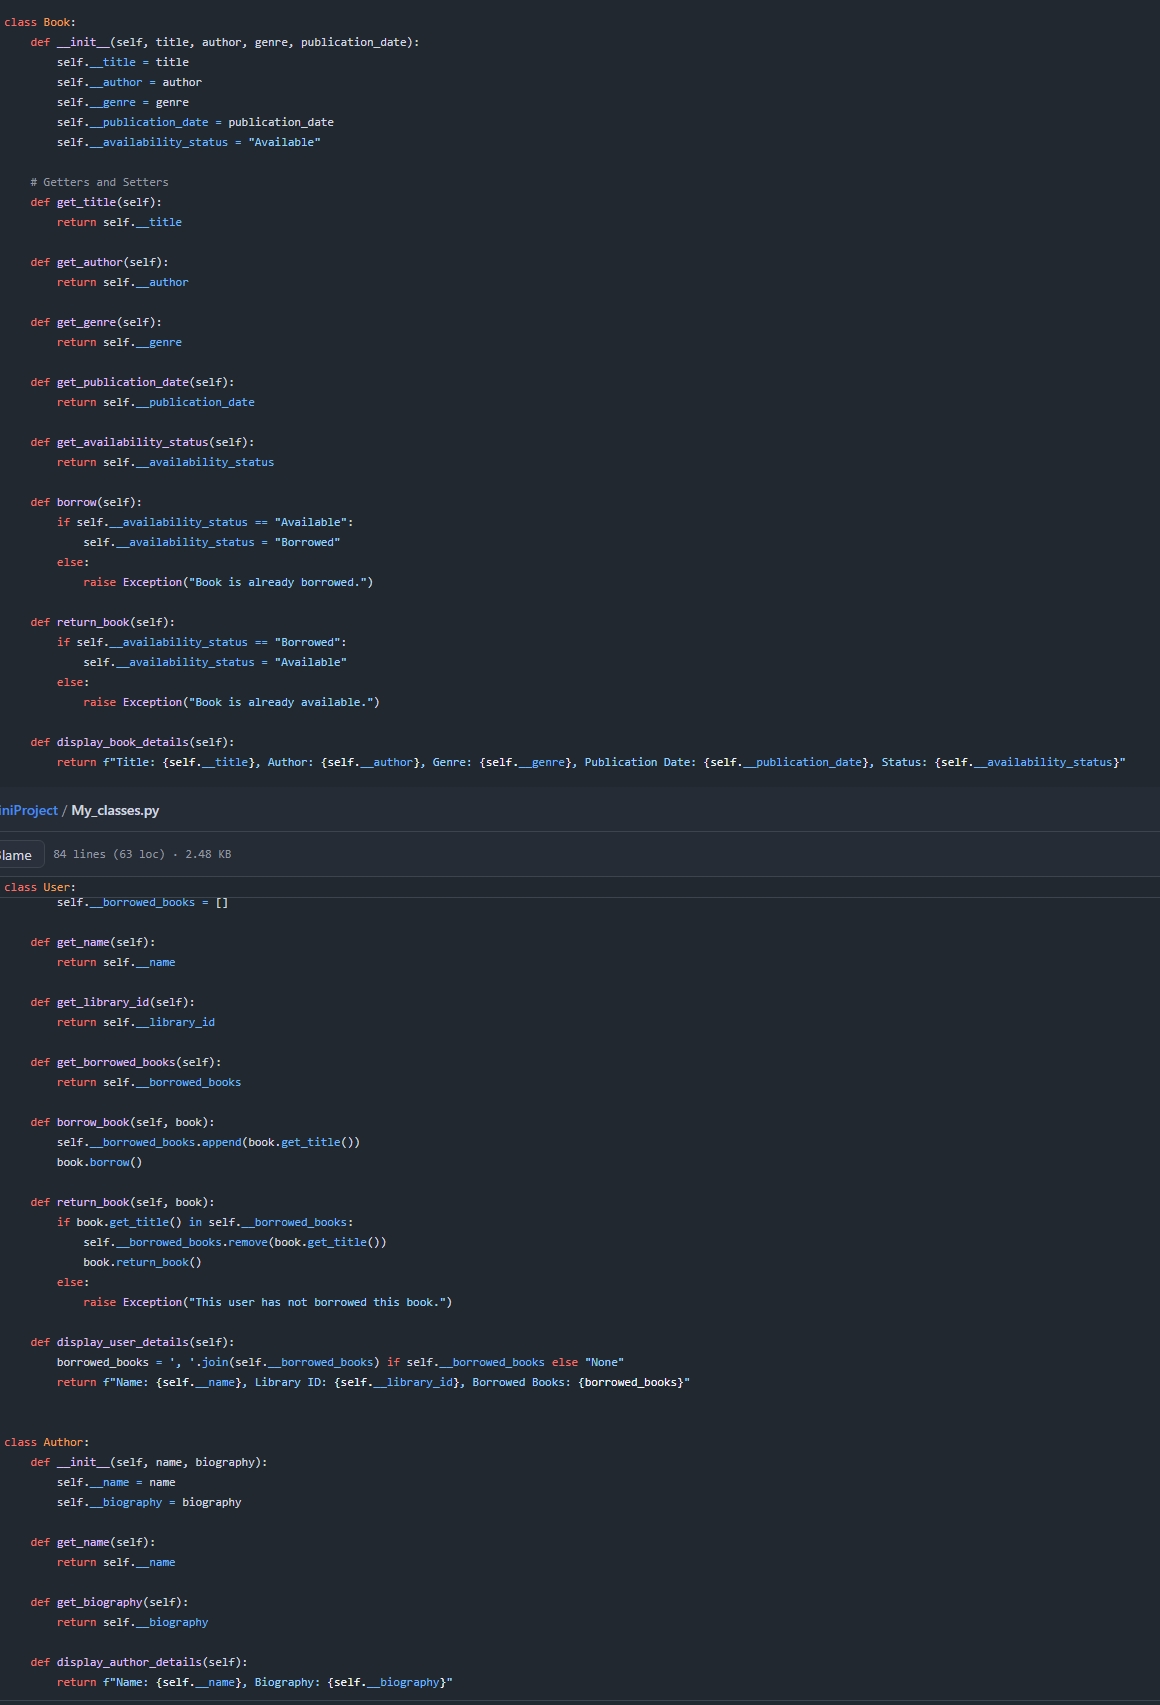 class Book:
    def __init__(self, title, author, genre, publication_date):
        self.__title = title
        self.__author = author
        self.__genre = genre
        self.__publication_date = publication_date
        self.__availability_status = "Available"

    # Getters and Setters
    def get_title(self):
        return self.__title

    def get_author(self):
        return self.__author

    def get_genre(self):
        return self.__genre

    def get_publication_date(self):
        return self.__publication_date

    def get_availability_status(self):
        return self.__availability_status

    def borrow(self):
        if self.__availability_status == "Available":
            self.__availability_status = "Borrowed"
        else:
            raise Exception("Book is already borrowed.")

    def return_book(self):
        if self.__availability_status == "Borrowed":
            self.__availability_status = "Available"
        else:
            raise Exception("Book is already available.")

    def display_book_details(self):
        return f"Title: {self.__title}, Author: {self.__author}, Genre: {self.__genre}, Publication Date: {self.__publication_date}, Status: {self.__availability_status}"

iniProject / My_classes.py
lame 84 lines (63 loc) · 2.48 KB
class User:
        self.__borrowed_books = []

    def get_name(self):
        return self.__name

    def get_library_id(self):
        return self.__library_id

    def get_borrowed_books(self):
        return self.__borrowed_books

    def borrow_book(self, book):
        self.__borrowed_books.append(book.get_title())
        book.borrow()

    def return_book(self, book):
        if book.get_title() in self.__borrowed_books:
            self.__borrowed_books.remove(book.get_title())
            book.return_book()
        else:
            raise Exception("This user has not borrowed this book.")

    def display_user_details(self):
        borrowed_books = ', '.join(self.__borrowed_books) if self.__borrowed_books else "None"
        return f"Name: {self.__name}, Library ID: {self.__library_id}, Borrowed Books: {borrowed_books}"


class Author:
    def __init__(self, name, biography):
        self.__name = name
        self.__biography = biography

    def get_name(self):
        return self.__name

    def get_biography(self):
        return self.__biography

    def display_author_details(self):
        return f"Name: {self.__name}, Biography: {self.__biography}"